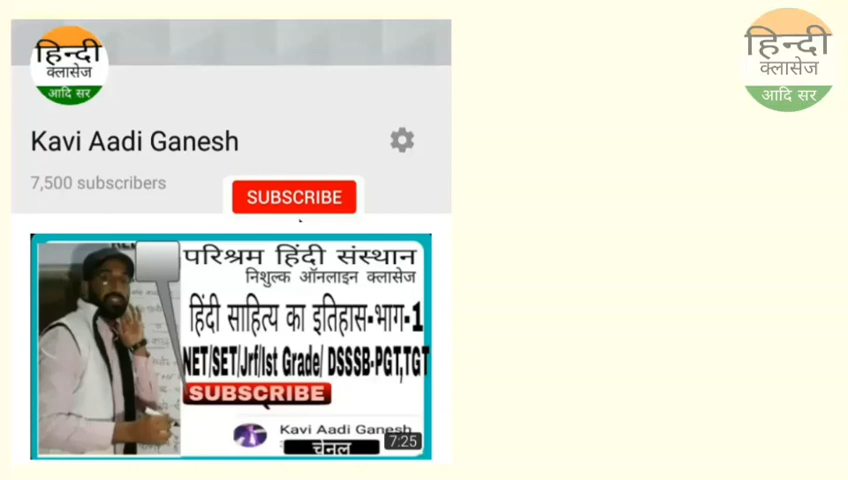 हिन्दी
क्लासेज
आदि सर
हिन्दी
क्लासेज
आदि सर
Kavi Aadi Ganesh
7,500 subscribers
SUBSCRIBE
परिश्रम हिंदी संस्थान
निशुल्क ऑनलाइन क्लासेज
हिंदी साहित्य का इतिहास-भाग-1
NET/SET/Jrf/Ist Grade/ DSSSB-PGT,TGT
SUBSCRIBE
Kavi Aadi Ganesh
7:25
चेनल